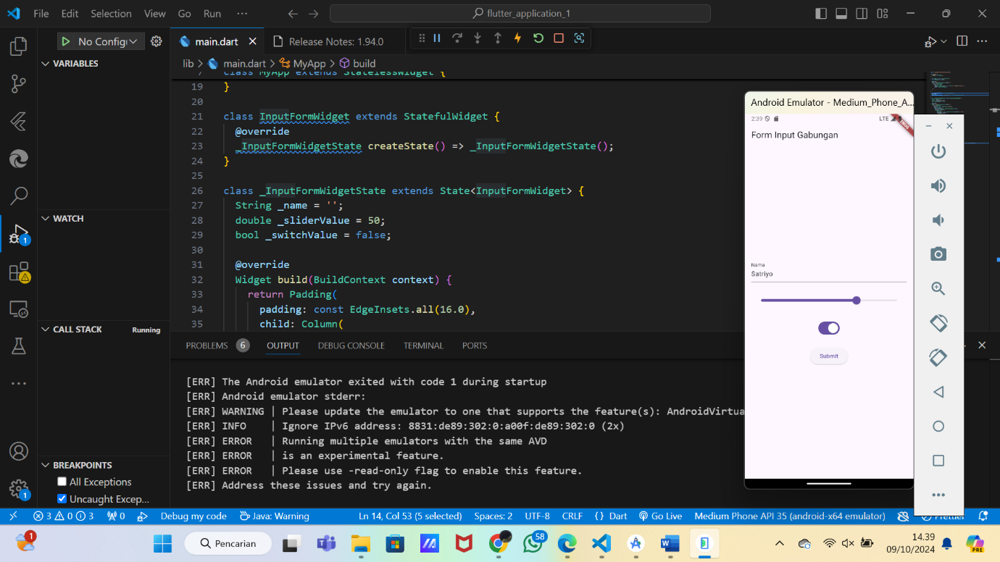 File Edit Selection View Go Run ··· flutter_application_1
No Config
main.dart
Release Notes: 1.94.0
VARIABLES
lib > main.dart > MyApp > build
7 class MyApp extends StatelessWidget {
19 }
20
21 class InputFormWidget extends StatefulWidget {
22 @override
23 _InputFormWidgetState createState() => _InputFormWidgetState();
24 }
25
26 class _InputFormWidgetState extends State<InputFormWidget> {
27 String _name = '';
28 double _sliderValue = 50;
29 bool _switchValue = false;
30
31 @override
32 Widget build(BuildContext context) {
33 return Padding(
34 padding: const EdgeInsets.all(16.0),
35 child: Column(
WATCH
CALL STACK Running
BREAKPOINTS
All Exceptions
Uncaught Excep...
1
1
PROBLEMS 6 OUTPUT DEBUG CONSOLE TERMINAL PORTS
[ERR] The Android emulator exited with code 1 during startup
[ERR] Android emulator stderr:
[ERR] WARNING | Please update the emulator to one that supports the feature(s): AndroidVirtua
[ERR] INFO | Ignore IPv6 address: 8831:de89:302:0:a00f:de89:302:0 (2x)
[ERR] ERROR | Running multiple emulators with the same AVD
[ERR] ERROR | is an experimental feature.
[ERR] ERROR | Please use -read-only flag to enable this feature.
[ERR] Address these issues and try again.
Android Emulator - Medium_Phone_A...
2:39 LTE
Form Input Gabungan
Nama
Satriyo
Submit
3 0 3 0 Debug my code Java: Warning Ln 14, Col 53 (5 selected) Spaces: 2 UTF-8 CRLF {} Dart Go Live Medium Phone API 35 (android-x64 emulator) Prettier
1
Pencarian
58
PRE
14.39
09/10/2024